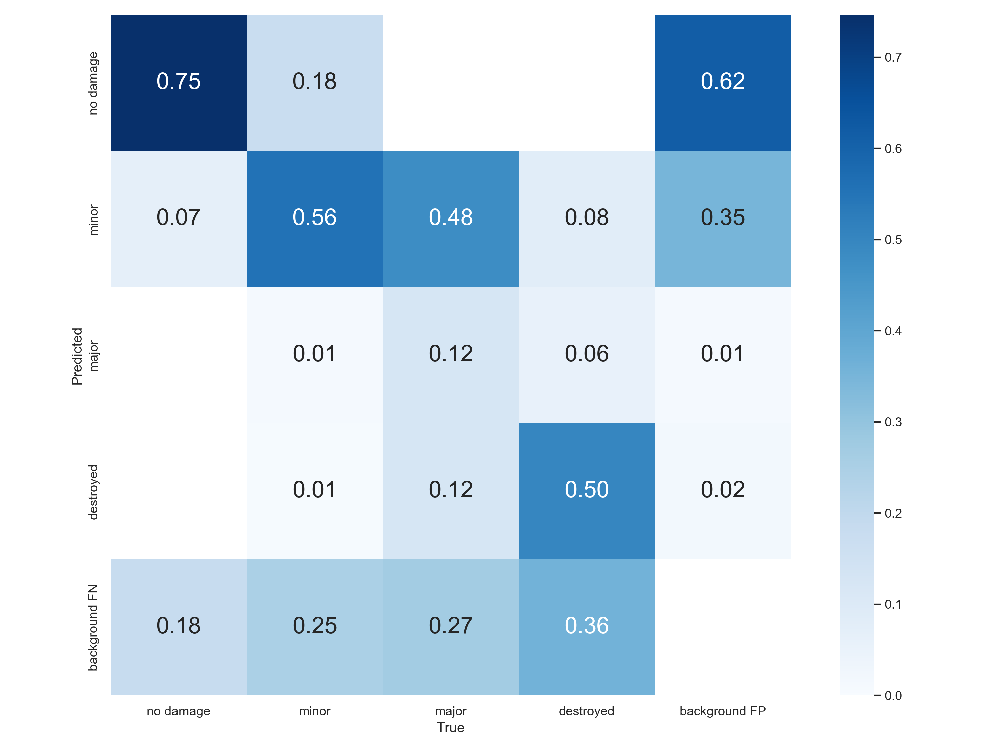 no damage
0.75 0.18 0.62
minor
0.07 0.56 0.48 0.08 0.35
Predicted
major
0.01 0.12 0.06 0.01
destroyed
0.01 0.12 0.50 0.02
background FN
0.18 0.25 0.27 0.36
no damage minor major destroyed background FP
True
0.7
0.6
0.5
0.4
0.3
0.2
0.1
0.0